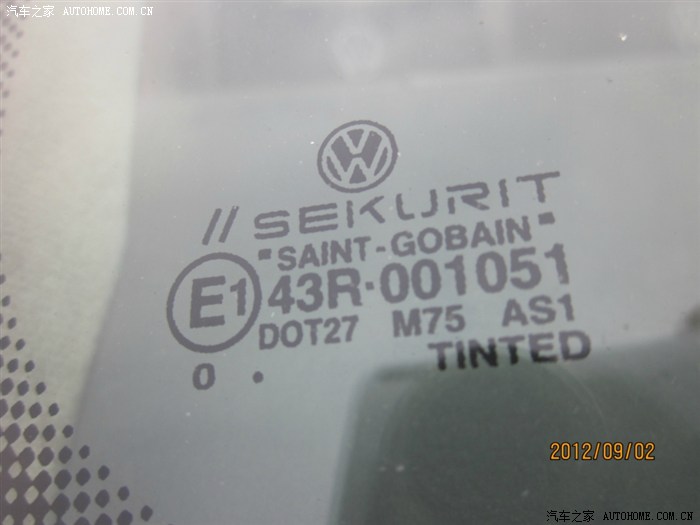 汽车之家 AUTOHOME.COM.CN
VW
// SEKURIT
"SAINT-GOBAIN"
E1 43R-001051
DOT27 M75 AS1
TINTED
0 .
2012/09/02
汽车之家 AUTOHOME.COM.CN